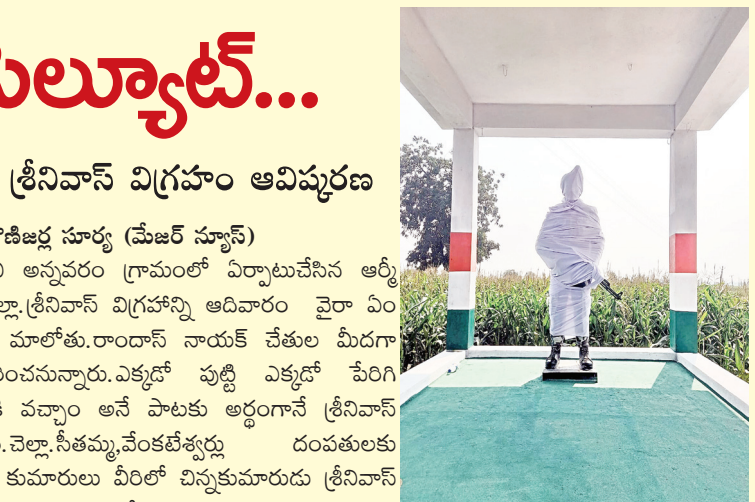 సెల్యూట్...
శ్రీనివాస్ విగ్రహం ఆవిష్కరణ
సూర్య (మేజర్ న్యూస్)
అన్నవరం గ్రామంలో ఏర్పాటుచేసిన ఆర్మీ
ల్లా.శ్రీనివాస్ విగ్రహాన్ని ఆదివారం వైరా ఏం
మాలోతు.రాందాస్ నాయక్ చేతుల మీదగా
ఎక్కడో పుట్టి ఎక్కడో పేరిగి
వచ్చాం అనే పాటకు అర్థంగానే శ్రీనివాస్
చెల్లా.సీతమ్మ,వేంకటేశ్వర్లు దంపతులకు
కుమారులు వీరిలో చిన్నకుమారుడు శ్రీనివాస్